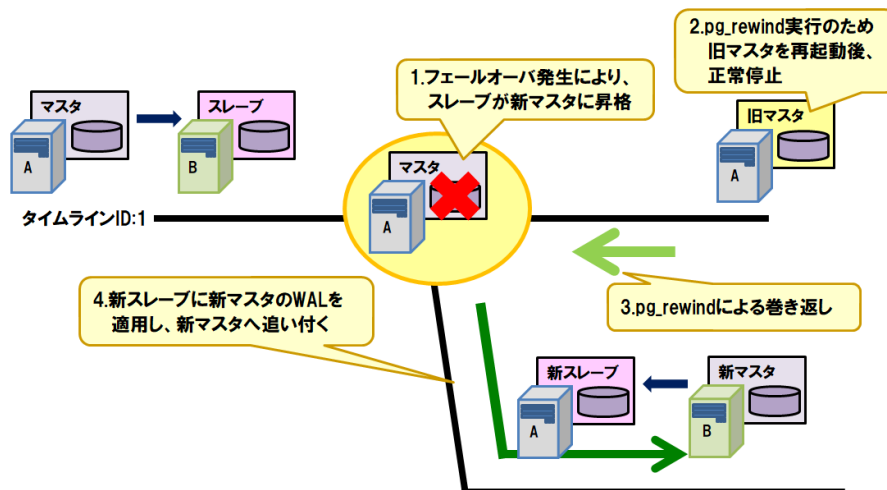 2.pg_rewind実行のため
旧マスタを再起動後、
正常停止
1.フェールオーバ発生により、
スレーブが新マスタに昇格
マスタ
スレーブ
A
B
旧マスタ
A
マスタ
A
タイムラインID:1
4.新スレーブに新マスタのWALを
適用し、新マスタへ追い付く
3.pg_rewindによる巻き返し
新スレーブ
新マスタ
A
B